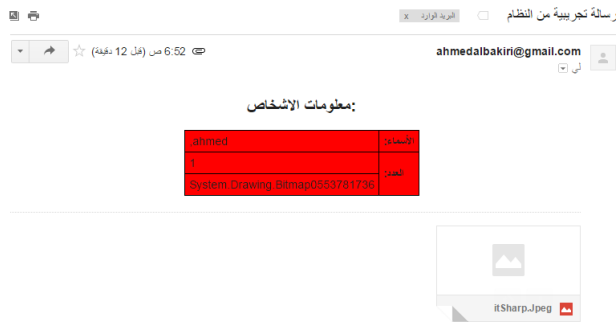 رسالة تجريبية من النظام
البريد الوارد x
ahmedalbakiri@gmail.com
6:52 ص (قبل 12 دقيقة)
لي
معلومات الاشخاص:
الأسماء: ahmed,
العدد: 1
System.Drawing.Bitmap0553781736
itSharp.Jpeg